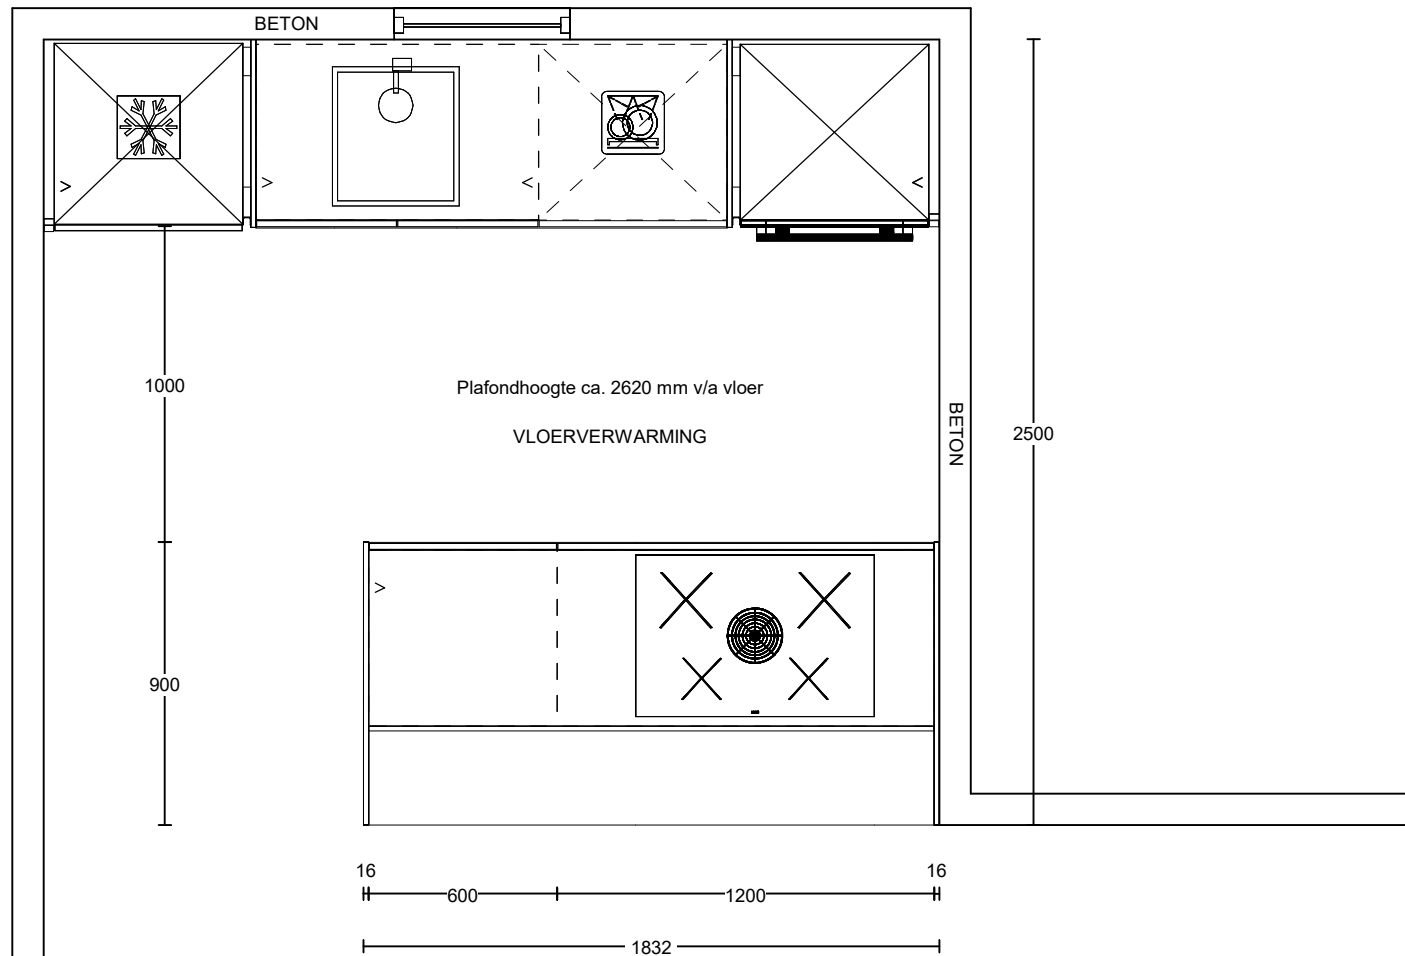 BETON
1000
Plafondhoogte ca. 2620 mm v/a vloer
BETON
VLOERVERWARMING
2500
900
16
16
600
1200
1832